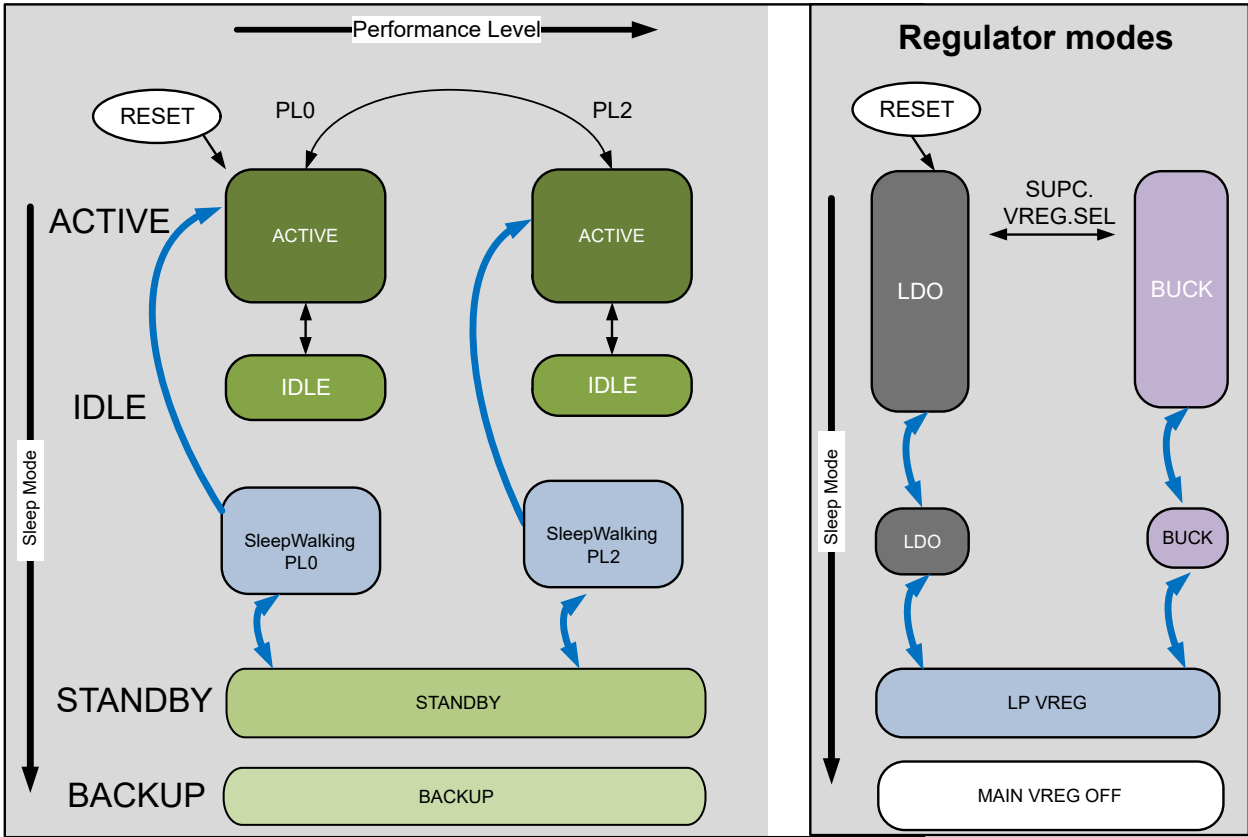 Performance Level
Regulator modes
RESET
PL0
PL2
RESET
ACTIVE
ACTIVE
ACTIVE
SUPC.
VREG.SEL
LDO
BUCK
IDLE
IDLE
IDLE
Sleep Mode
Sleep Mode
SleepWalking
PL0
SleepWalking
PL2
LDO
BUCK
STANDBY
STANDBY
LP VREG
BACKUP
BACKUP
MAIN VREG OFF